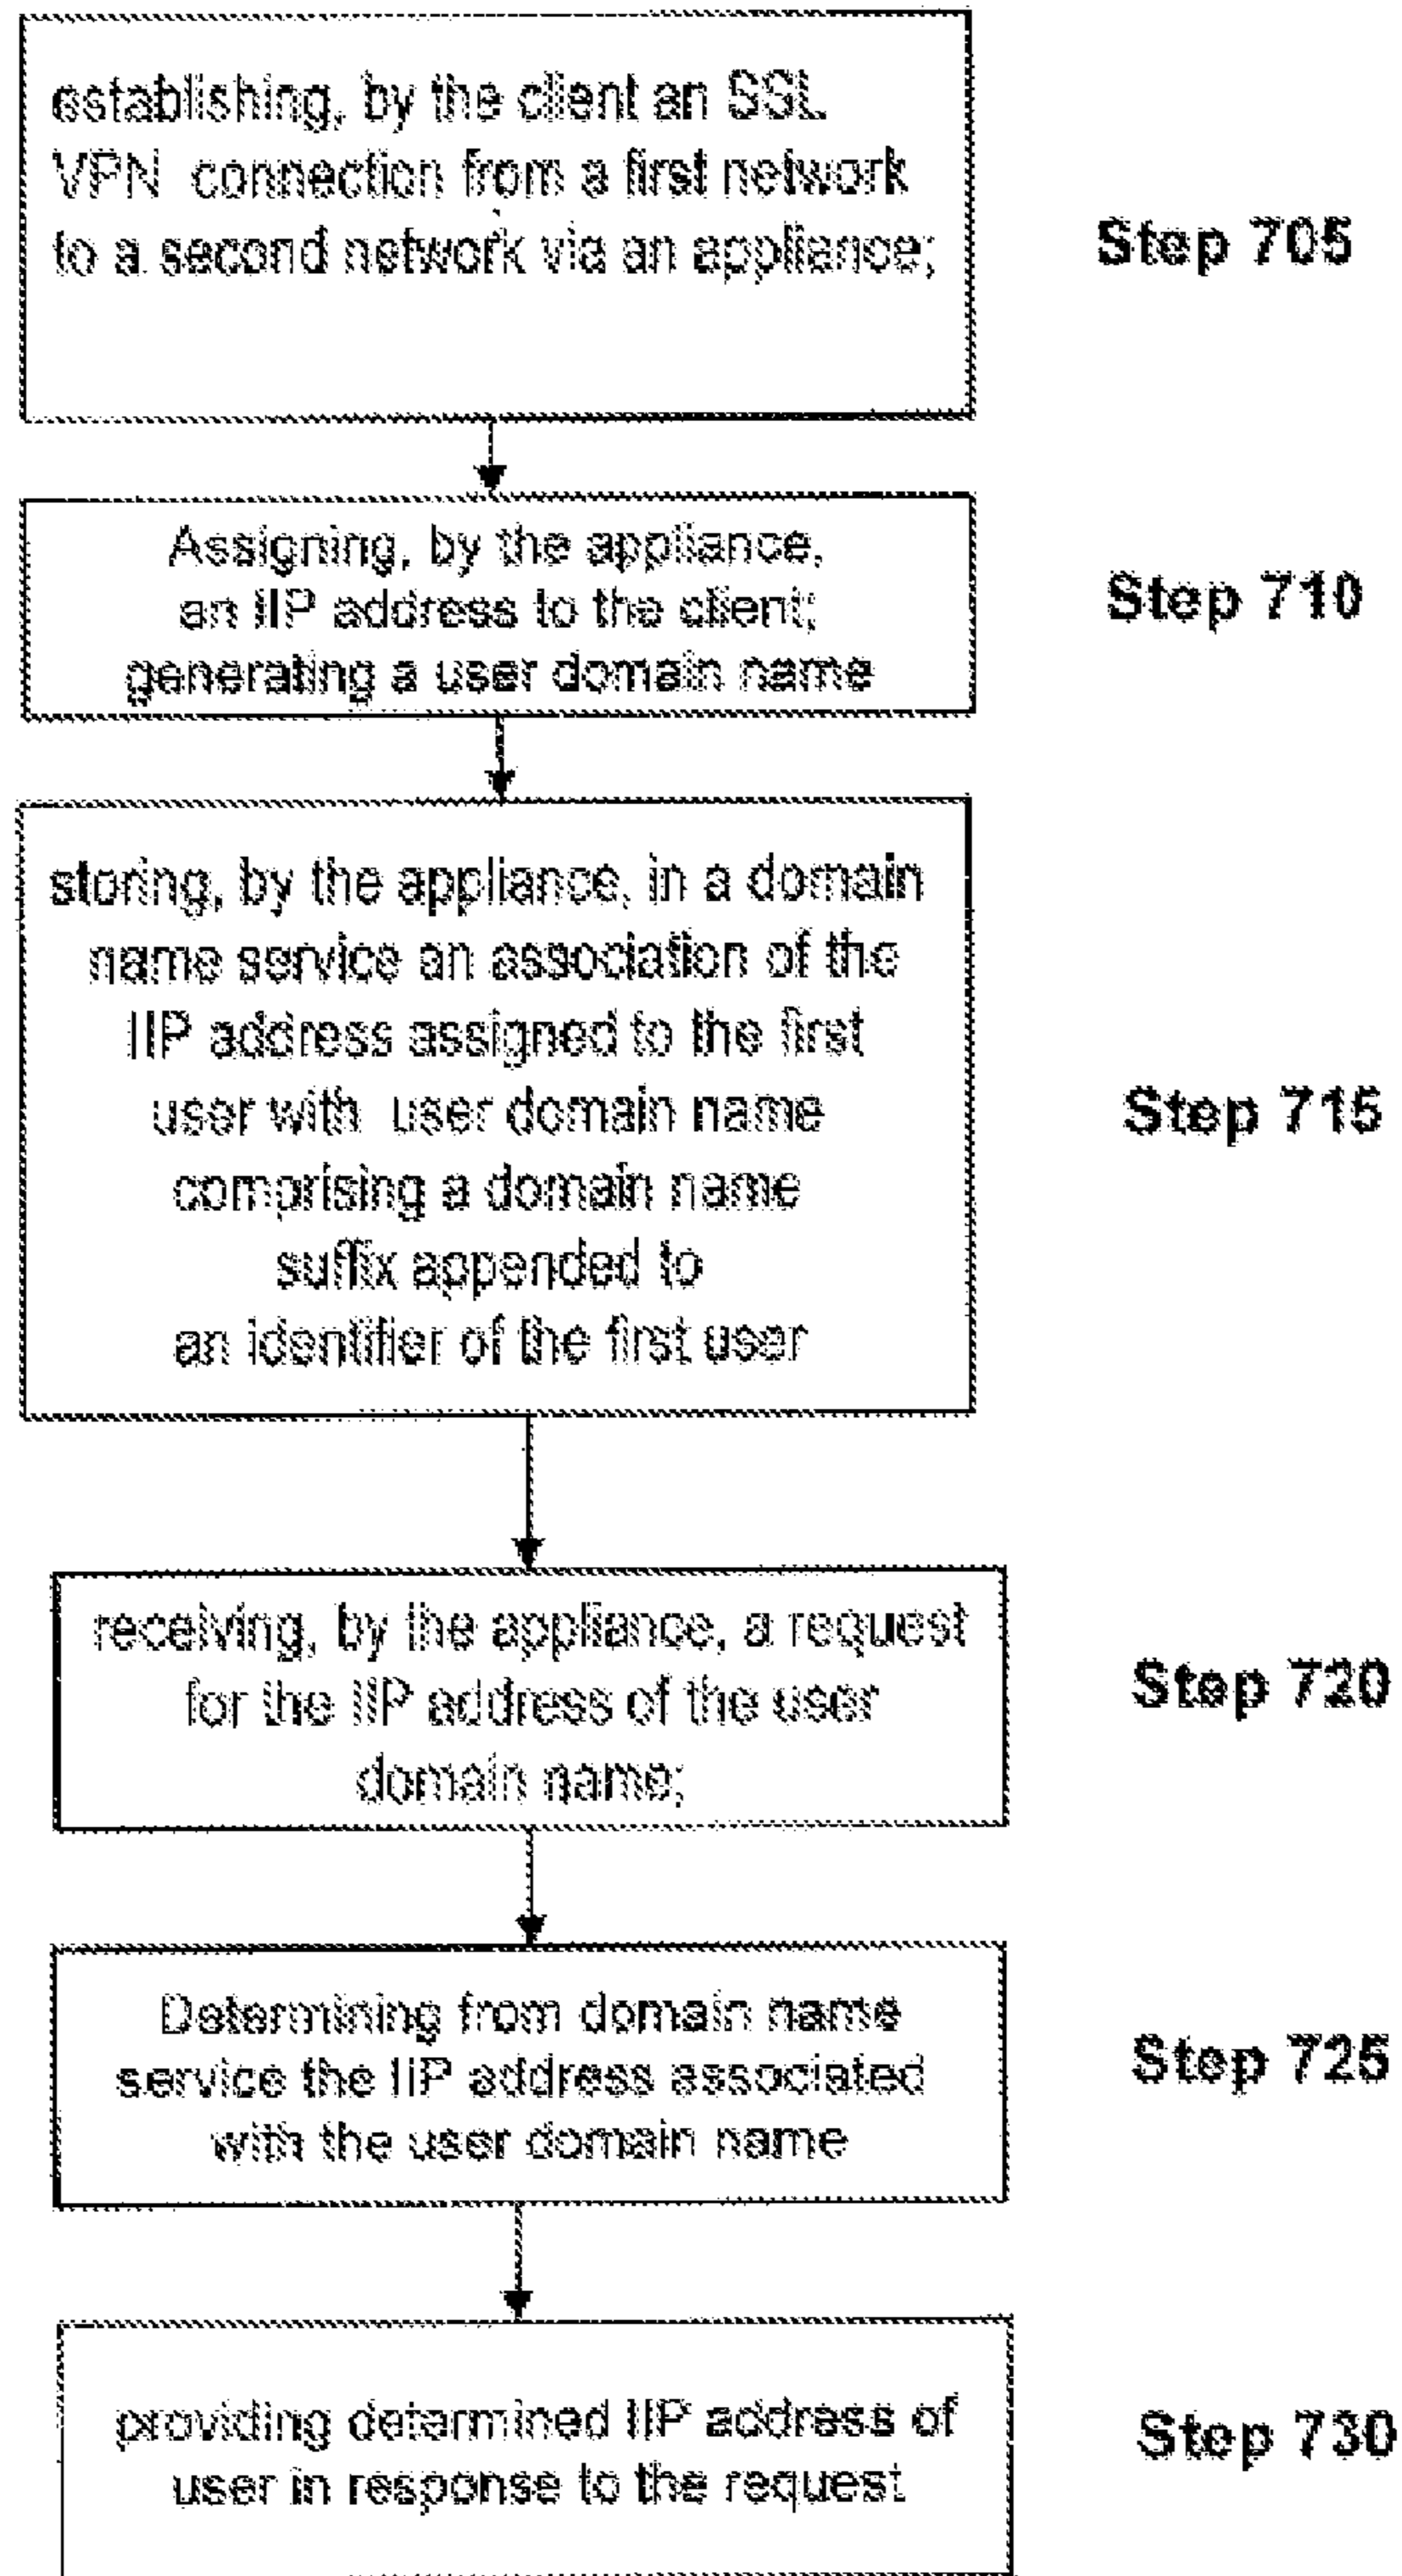 establishing, by the client an SSL
VPN connection from a first network
to a second network via an appliance;
Step 705
Assigning, by the appliance,
an IIP address to the client;
generating a user domain name
Step 710
storing, by the appliance, in a domain
name service an association of the
IIP address assigned to the first
user with user domain name
comprising a domain name
suffix appended to
an identifier of the first user
Step 715
receiving, by the appliance, a request
for the IIP address of the user
domain name;
Step 720
Determining from domain name
service the IIP address associated
with the user domain name
Step 725
providing determined IIP address of
user in response to the request
Step 730